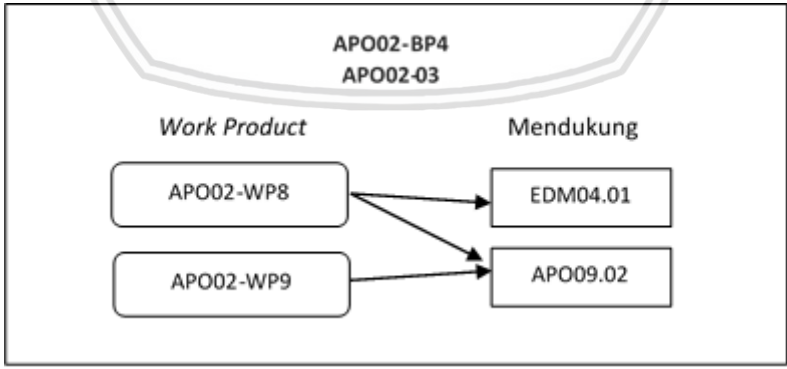 APO02-BP4
APO02-03
Work Product Mendukung
APO02-WP8 EDM04.01
APO02-WP9 APO09.02